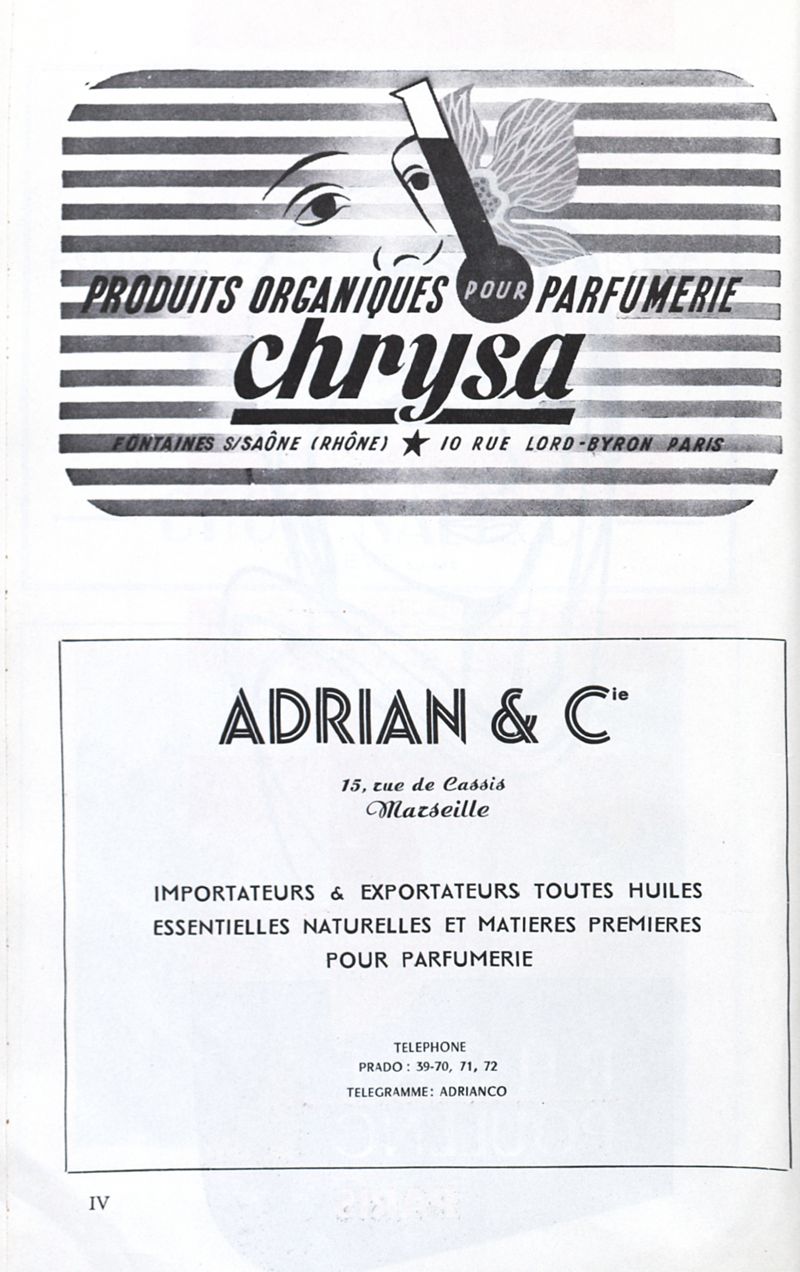 PRODUITS ORGANIQUES POUR PARFUMERIE
chrysa
FONTAINES S/SAÔNE (RHÔNE) ★ 10 RUE LORD-BYRON PARIS
ADRIAN & Cie
15, rue de Cassis
Marseille
IMPORTATEURS & EXPORTATEURS TOUTES HUILES
ESSENTIELLES NATURELLES ET MATIERES PREMIERES
POUR PARFUMERIE
TELEPHONE
PRADO : 39-70, 71, 72
TELEGRAMME : ADRIANCO
IV